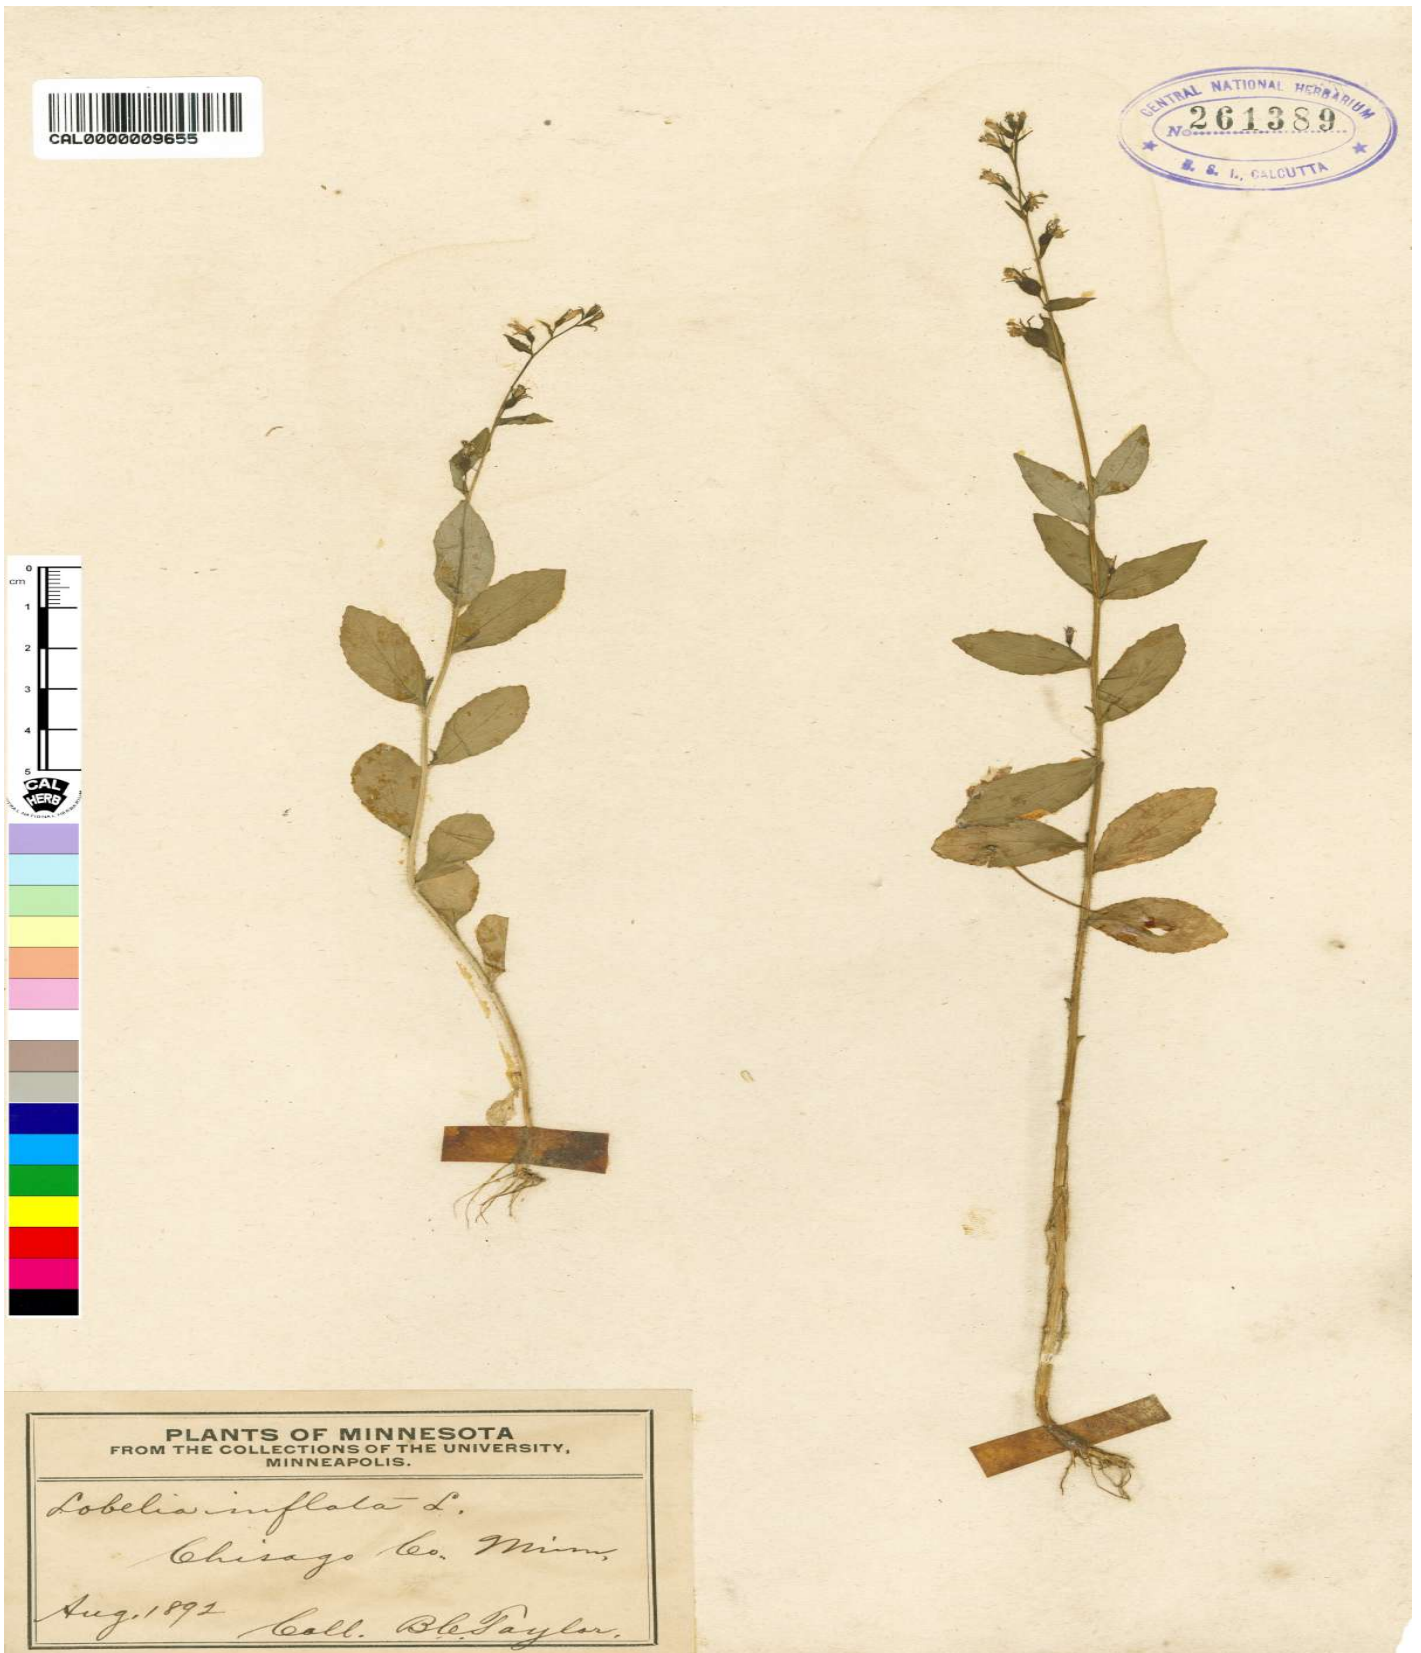 CAL0000009655
CENTRAL NATIONAL HERBARIUM
No 261389
B. S. I., CALCUTTA
0
cm
1
2
3
4
5
CAL
HERB
PLANTS OF MINNESOTA
FROM THE COLLECTIONS OF THE UNIVERSITY,
MINNEAPOLIS.
Lobelia inflata L.
Chisago Co. Minn.
Aug. 1892
Coll. B.C. Taylor.